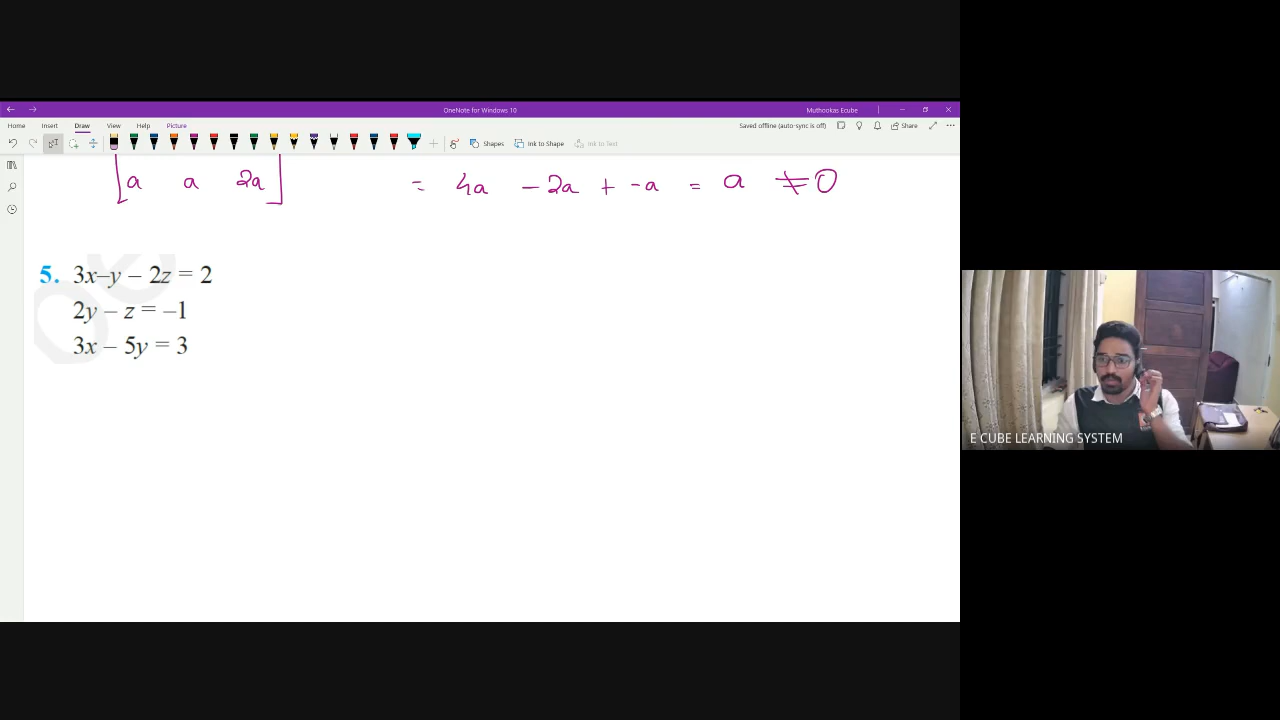 OneNote for Windows 10
Muthookas Ecube
Home Insert Draw View Help Picture
Saved offline (auto-sync is off) Share
Shapes Ink to Shape Ink to Text
[a a 2a] = 4a - 2a + -a = a ≠ 0
5. 3x–y – 2z = 2
2y – z = –1
3x – 5y = 3
E CUBE LEARNING SYSTEM